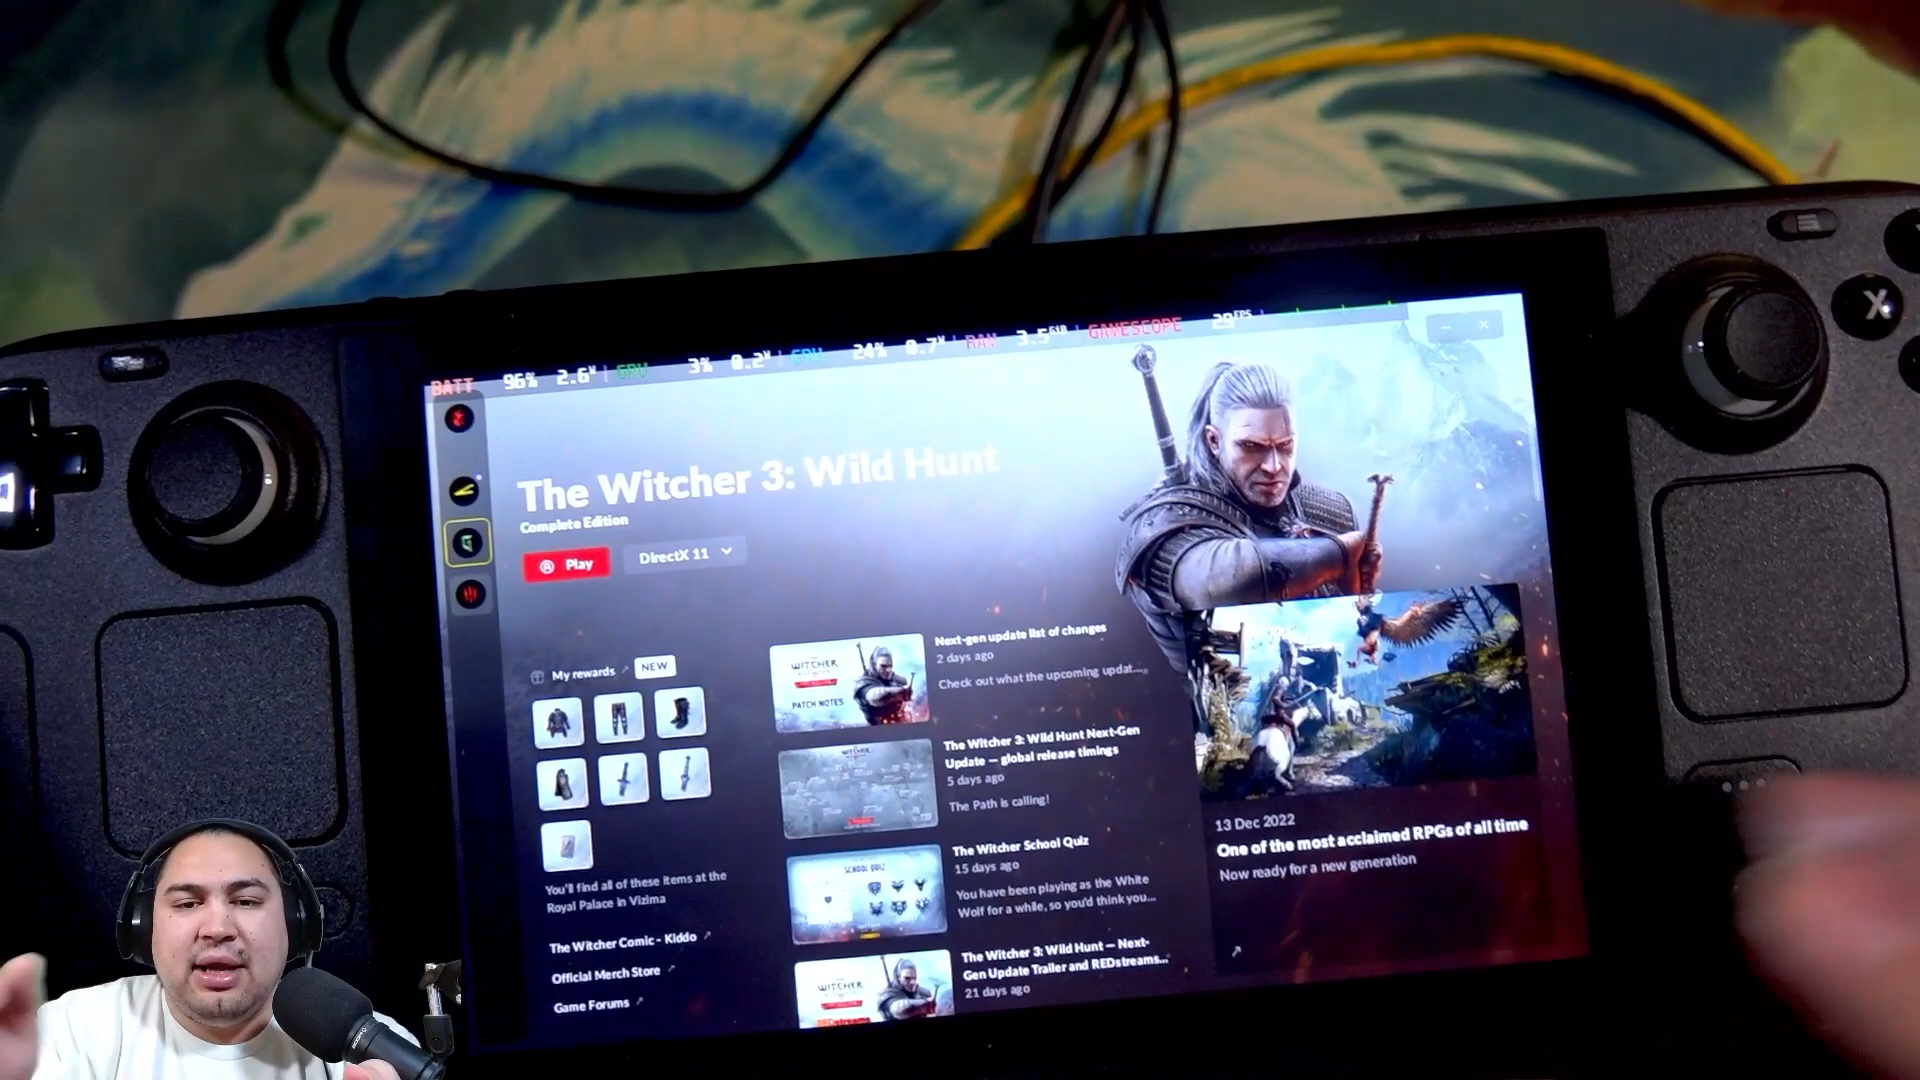 BATT 96% 2.6W GPU 3% 0.2W CPU 24% 0.7W RAM 3.5GiB GAMESCOPE 29FPS
X
The Witcher 3: Wild Hunt
Complete Edition
Play
DirectX 11
My rewards
NEW
You'll find all of these items at the
Royal Palace in Vizima
The Witcher Comic - Kiddo
Official Merch Store
Game Forums
WITCHER
PATCH NOTES
Next-gen update list of changes
2 days ago
Check out what the upcoming updat...
WITCHER
The Witcher 3: Wild Hunt Next-Gen
Update — global release timings
5 days ago
The Path is calling!
SCHOOL QUIZ
The Witcher School Quiz
15 days ago
You have been playing as the White
Wolf for a while, so you'd think you...
WITCHER
REDstreams
The Witcher 3: Wild Hunt — Next-
Gen Update Trailer and REDstreams...
21 days ago
13 Dec 2022
One of the most acclaimed RPGs of all time
Now ready for a new generation